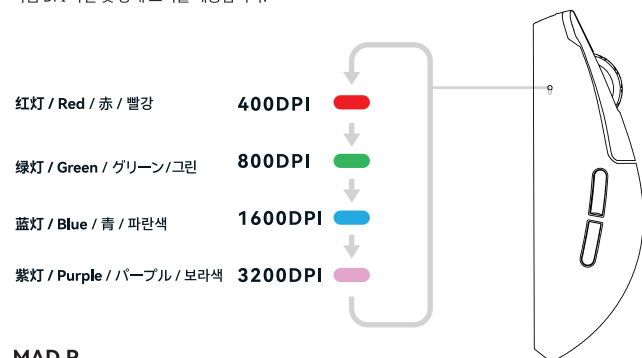 红灯 / Red / 赤 / 빨강 400DPI
绿灯 / Green / グリーン/그린 800DPI
蓝灯 / Blue / 青 / 파란색 1600DPI
紫灯 / Purple / パープル / 보라색 3200DPI